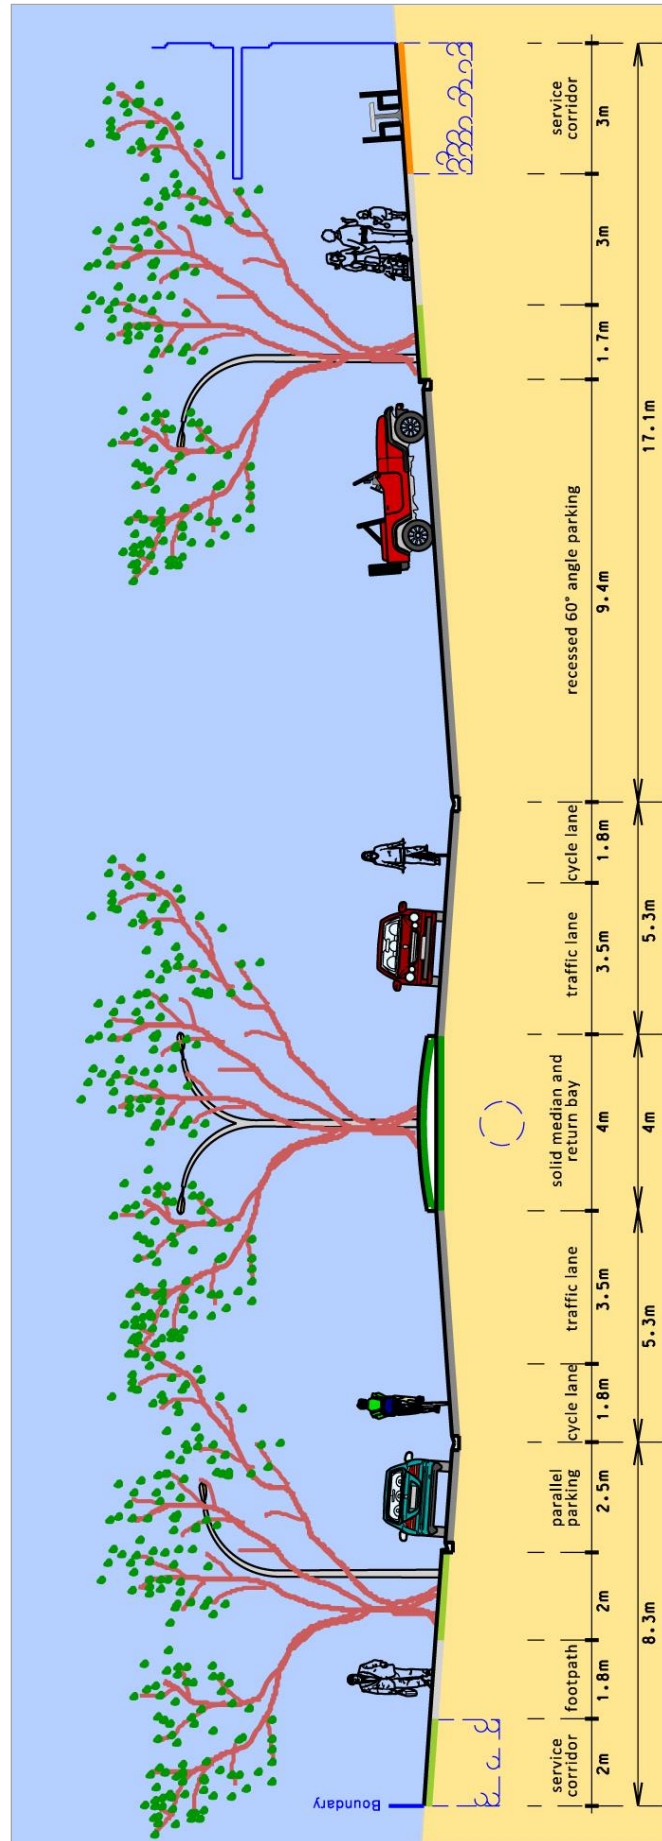 Boundary
service
corridor
footpath
parallel
parking
cycle lane
traffic lane
solid median and
return bay
traffic lane
cycle lane
recessed 60° angle parking
service
corridor
2m
1.8m
2m
2.5m
1.8m
3.5m
4m
3.5m
1.8m
9.4m
1.7m
3m
3m
8.3m
5.3m
4m
5.3m
17.1m